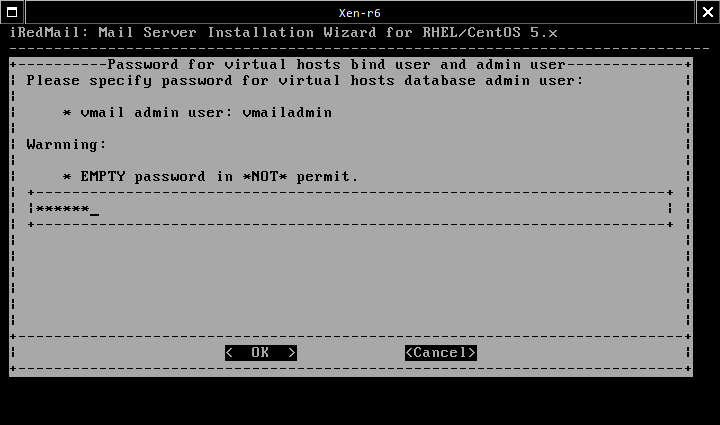 Xen-r6
iRedMail: Mail Server Installation Wizard for RHEL/CentOS 5.x
Password for virtual hosts bind user and admin user
Please specify password for virtual hosts database admin user:
* vmail admin user: vmailadmin
Warnning:
* EMPTY password in *NOT* permit.
******_
< OK > <Cancel>